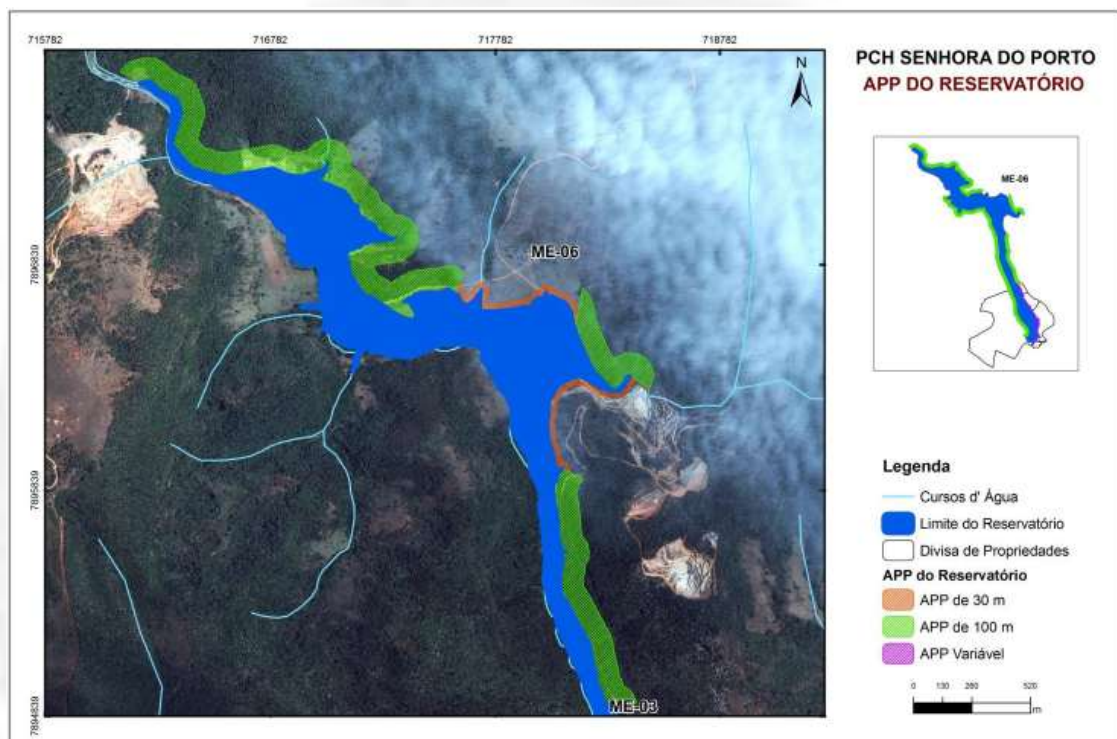 715782
716782
717782
718782
7896839
7895839
7894839
N
ME-06
ME-03
PCH SENHORA DO PORTO
APP DO RESERVATÓRIO
ME-06
Legenda
Cursos d' Água
Limite do Reservatório
Divisa de Propriedades
APP do Reservatório
APP de 30 m
APP de 100 m
APP Variável
0 130 260 520
m